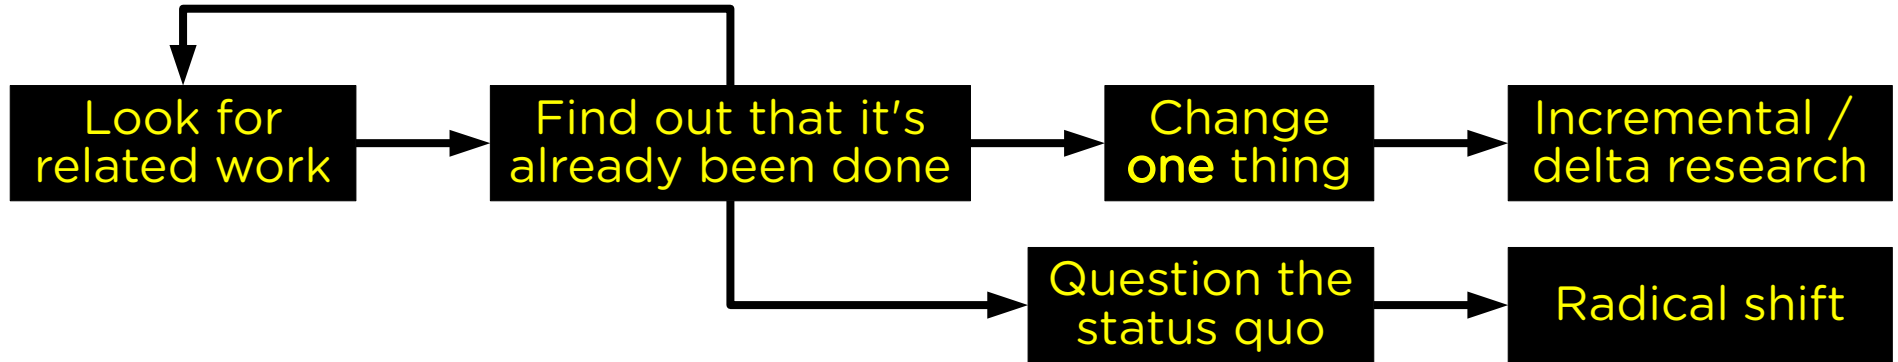 Look for
related work
Find out that it's
already been done
Change
one thing
Incremental /
delta research
Question the
status quo
Radical shift